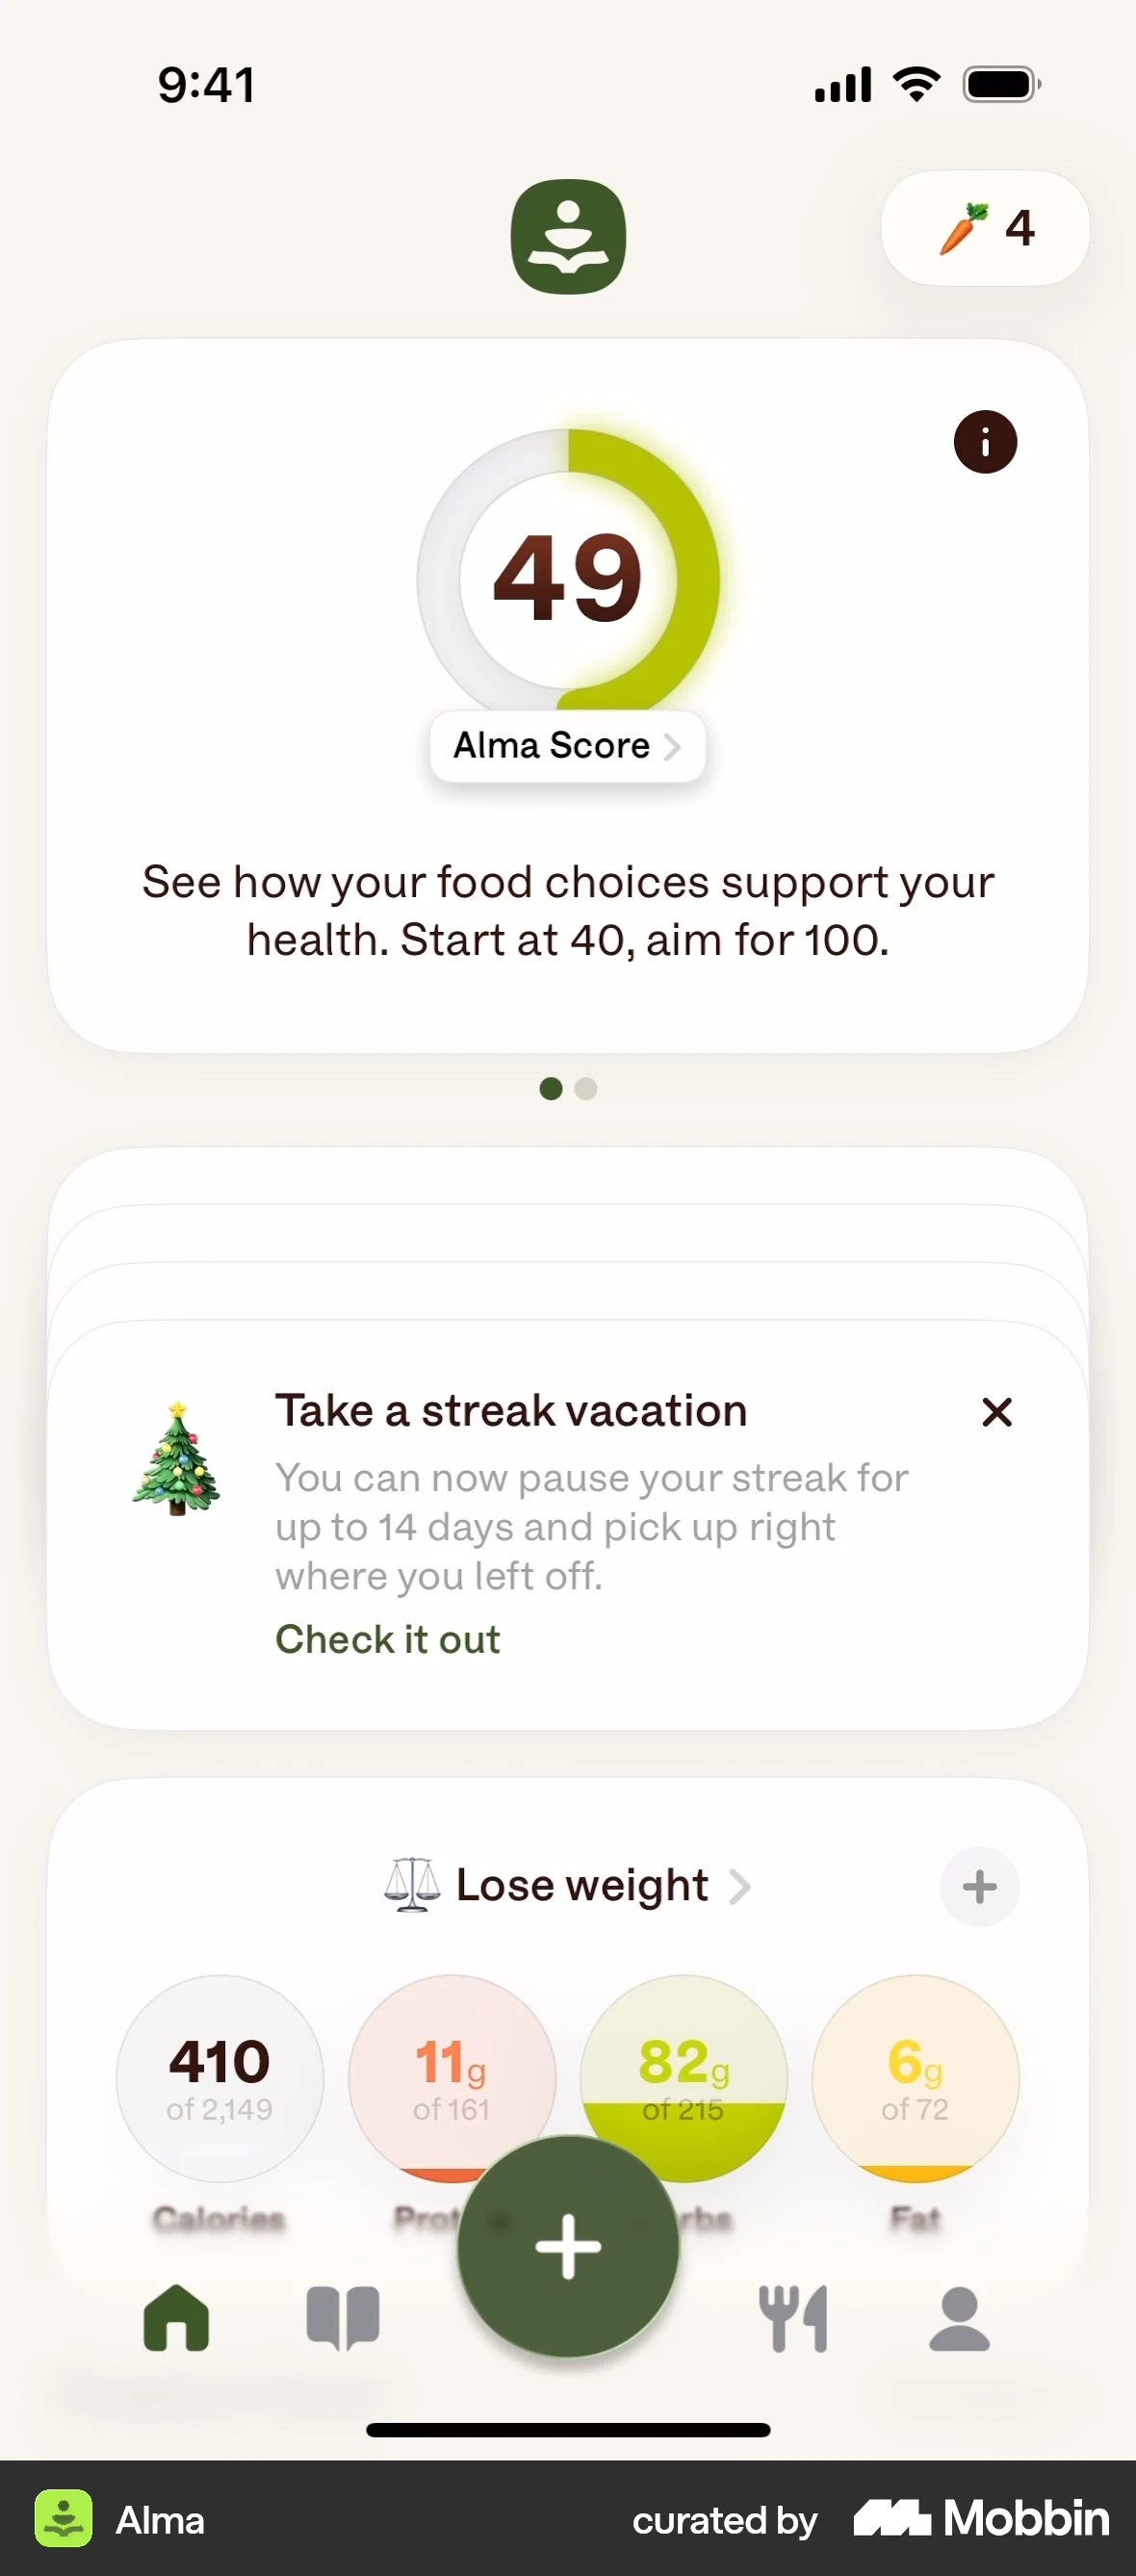 9:41
4
49
Alma Score
See how your food choices support your
health. Start at 40, aim for 100.
Take a streak vacation
You can now pause your streak for
up to 14 days and pick up right
where you left off.
Check it out
Lose weight
410 11g 82g 6g
of 2,149 of 161 of 215 of 72
Calories Fat
Alma curated by Mobbin